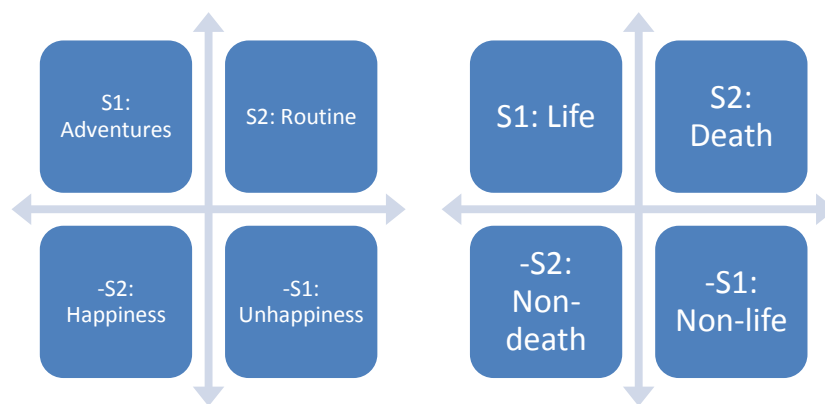 S1:
Adventures
S2: Routine
-S2:
Happiness
-S1:
Unhappiness
S1: Life
S2:
Death
-S2:
Non-
death
-S1:
Non-life